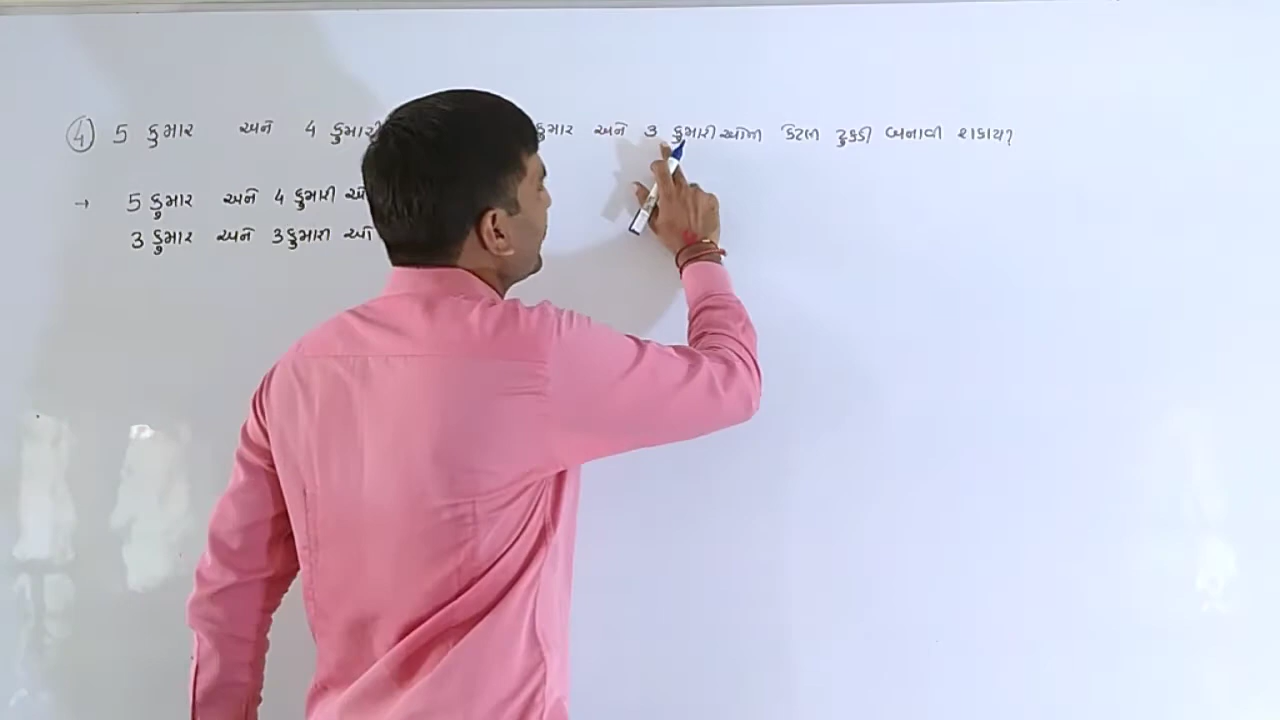 ④ 5 કુમાર અને 4 કુમારી કુમાર અને 3 કુમારીઓની કેટલી ટુકડી બનાવી શકાય?
→ 5 કુમાર અને 4 કુમારી ઓ
3 કુમાર અને 3 કુમારી ઓ